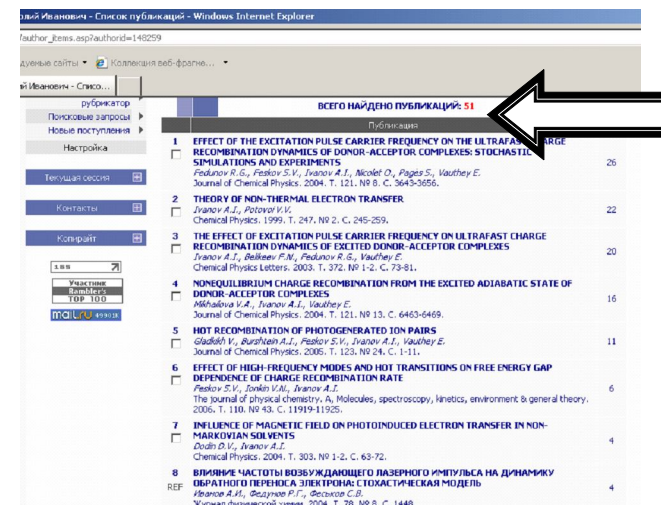 олий Иванович - Список публикаций - Windows Internet Explorer
/author_items.asp?authorid=148259
дуемые сайты Коллекция веб-фрагме...
ий Иванович - Списо...
рубрикатор
Поисковые запросы
Новые поступления
Настройка
Текущая сессия
Контакты
Копирайт
Участник
Rambler's
TOP 100
mail.ru
ВСЕГО НАЙДЕНО ПУБЛИКАЦИЙ: 51
Публикация
1 EFFECT OF THE EXCITATION PULSE CARRIER FREQUENCY ON THE ULTRAFAST CHARGE
RECOMBINATION DYNAMICS OF DONOR-ACCEPTOR COMPLEXES: STOCHASTIC
SIMULATIONS AND EXPERIMENTS 26
Fedunov R.G., Feskov S.V., Ivanov A.I., Nicolet O., Pagès S., Vauthey E.
Journal of Chemical Physics. 2004. Т. 121. № 8. С. 3643-3656.
2 THEORY OF NON-THERMAL ELECTRON TRANSFER 22
Ivanov A.I., Potovoi V.V.
Chemical Physics. 1999. Т. 247. № 2. С. 245-259.
3 THE EFFECT OF EXCITATION PULSE CARRIER FREQUENCY ON ULTRAFAST CHARGE
RECOMBINATION DYNAMICS OF EXCITED DONOR-ACCEPTOR COMPLEXES 20
Ivanov A.I., Belikeev F.N., Fedunov R.G., Vauthey E.
Chemical Physics Letters. 2003. Т. 372. № 1-2. С. 73-81.
4 NONEQUILIBRIUM CHARGE RECOMBINATION FROM THE EXCITED ADIABATIC STATE OF
DONOR-ACCEPTOR COMPLEXES 16
Mikhailova V.A., Ivanov A.I., Vauthey E.
Journal of Chemical Physics. 2004. Т. 121. № 13. С. 6463-6469.
5 HOT RECOMBINATION OF PHOTOGENERATED ION PAIRS 11
Gladkikh V., Burshtein A.I., Feskov S.V., Ivanov A.I., Vauthey E.
Journal of Chemical Physics. 2005. Т. 123. № 24. С. 1-11.
6 EFFECT OF HIGH-FREQUENCY MODES AND HOT TRANSITIONS ON FREE ENERGY GAP
DEPENDENCE OF CHARGE RECOMBINATION RATE 6
Feskov S.V., Ionkin V.N., Ivanov A.I.
The journal of physical chemistry. A, Molecules, spectroscopy, kinetics, environment & general theory.
2006. Т. 110. № 43. С. 11919-11925.
7 INFLUENCE OF MAGNETIC FIELD ON PHOTOINDUCED ELECTRON TRANSFER IN NON-
MARKOVIAN SOLVENTS 4
Dodin D.V., Ivanov A.I.
Chemical Physics. 2004. Т. 303. № 1-2. С. 63-72.
8 ВЛИЯНИЕ ЧАСТОТЫ ВОЗБУЖДАЮЩЕГО ЛАЗЕРНОГО ИМПУЛЬСА НА ДИНАМИКУ
REF ОБРАТНОГО ПЕРЕНОСА ЭЛЕКТРОНА: СТОХАСТИЧЕСКАЯ МОДЕЛЬ 4
Иванов А.И., Федунов Р.Г., Феськов С.В.
Журнал физической химии. 2004. Т. 78. № 8. С. 1448